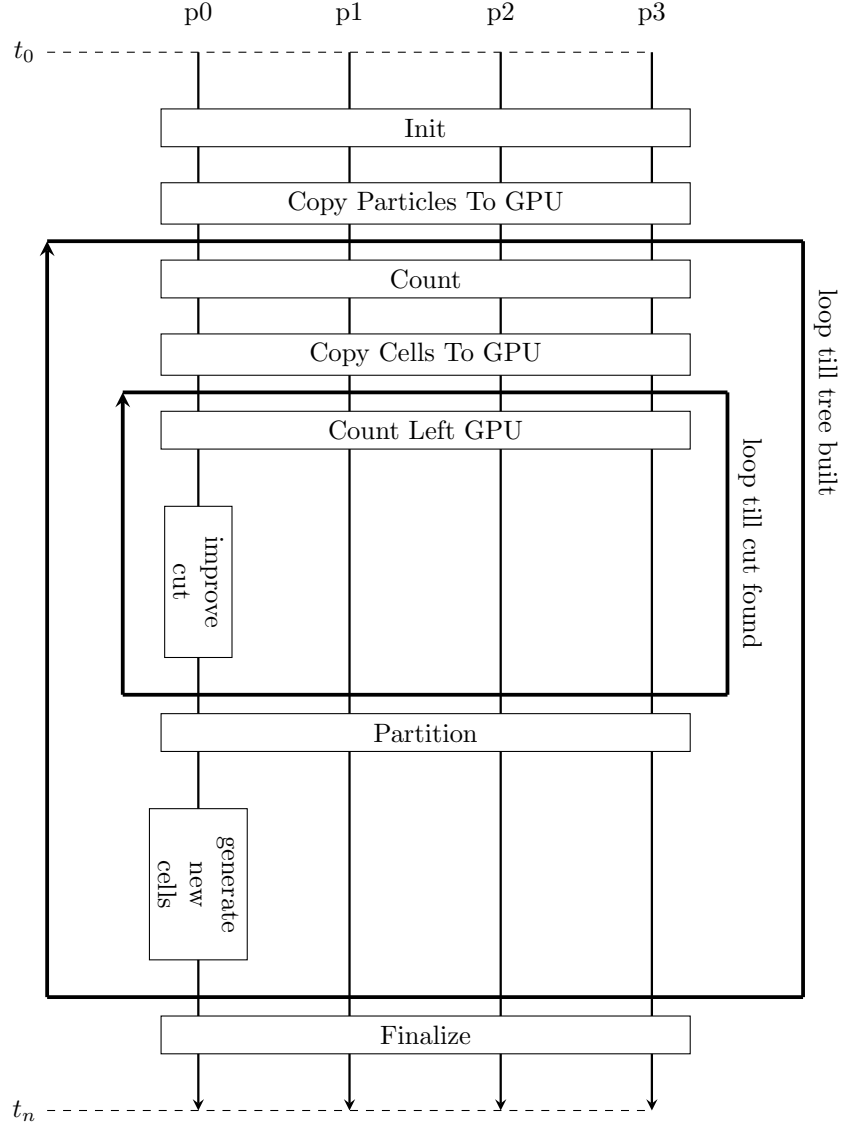 p0 p1 p2 p3
t₀
Init
Copy Particles To GPU
Count
Copy Cells To GPU
Count Left GPU
improve
cut
Partition
generate
new
cells
Finalize
tₙ
loop till cut found
loop till tree built